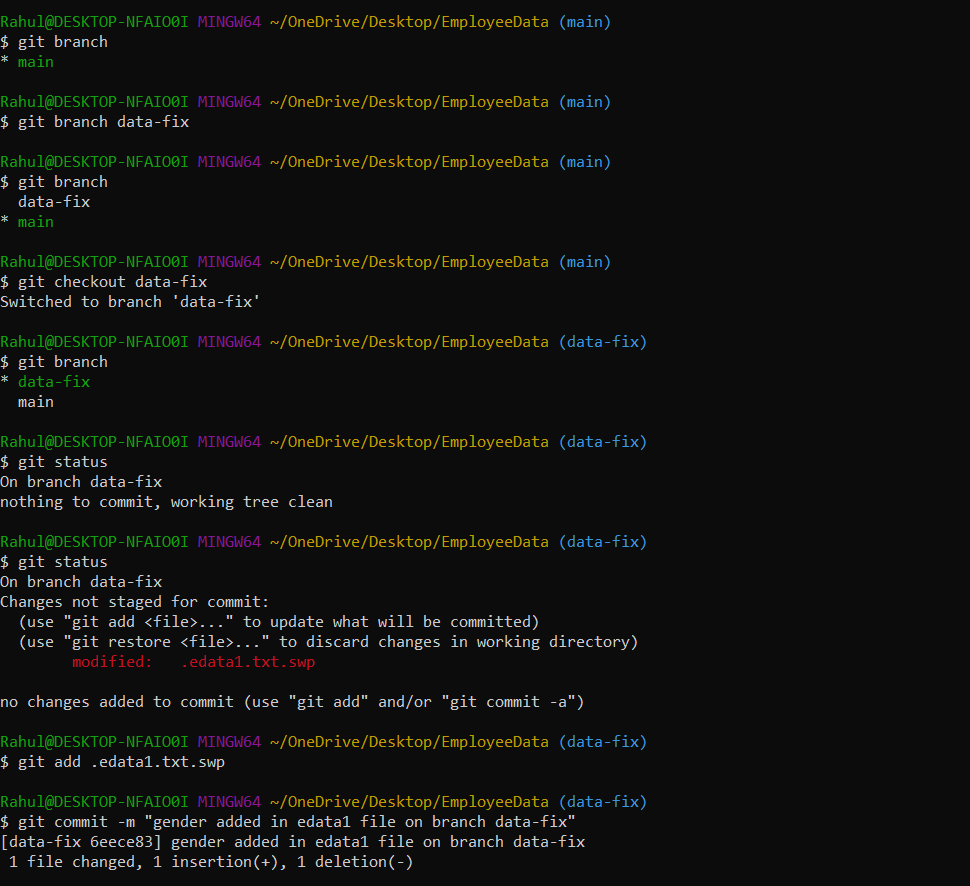 Rahul@DESKTOP-NFAIO0I MINGW64 ~/OneDrive/Desktop/EmployeeData (main)
$ git branch
* main
Rahul@DESKTOP-NFAIO0I MINGW64 ~/OneDrive/Desktop/EmployeeData (main)
$ git branch data-fix
Rahul@DESKTOP-NFAIO0I MINGW64 ~/OneDrive/Desktop/EmployeeData (main)
$ git branch
  data-fix
* main
Rahul@DESKTOP-NFAIO0I MINGW64 ~/OneDrive/Desktop/EmployeeData (main)
$ git checkout data-fix
Switched to branch 'data-fix'
Rahul@DESKTOP-NFAIO0I MINGW64 ~/OneDrive/Desktop/EmployeeData (data-fix)
$ git branch
* data-fix
  main
Rahul@DESKTOP-NFAIO0I MINGW64 ~/OneDrive/Desktop/EmployeeData (data-fix)
$ git status
On branch data-fix
nothing to commit, working tree clean
Rahul@DESKTOP-NFAIO0I MINGW64 ~/OneDrive/Desktop/EmployeeData (data-fix)
$ git status
On branch data-fix
Changes not staged for commit:
  (use "git add <file>..." to update what will be committed)
  (use "git restore <file>..." to discard changes in working directory)
        modified:   .edata1.txt.swp
no changes added to commit (use "git add" and/or "git commit -a")
Rahul@DESKTOP-NFAIO0I MINGW64 ~/OneDrive/Desktop/EmployeeData (data-fix)
$ git add .edata1.txt.swp
Rahul@DESKTOP-NFAIO0I MINGW64 ~/OneDrive/Desktop/EmployeeData (data-fix)
$ git commit -m "gender added in edata1 file on branch data-fix"
[data-fix 6eece83] gender added in edata1 file on branch data-fix
 1 file changed, 1 insertion(+), 1 deletion(-)